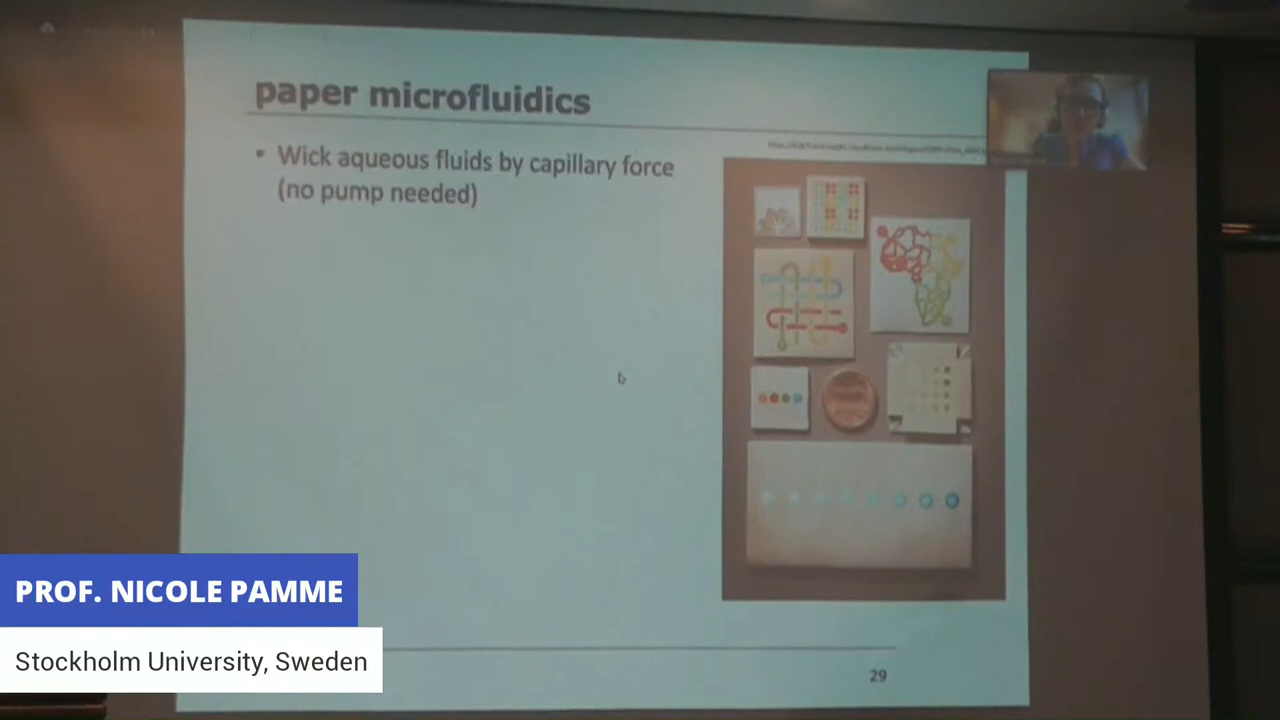 paper microfluidics
• Wick aqueous fluids by capillary force
(no pump needed)
PROF. NICOLE PAMME
Stockholm University, Sweden
29